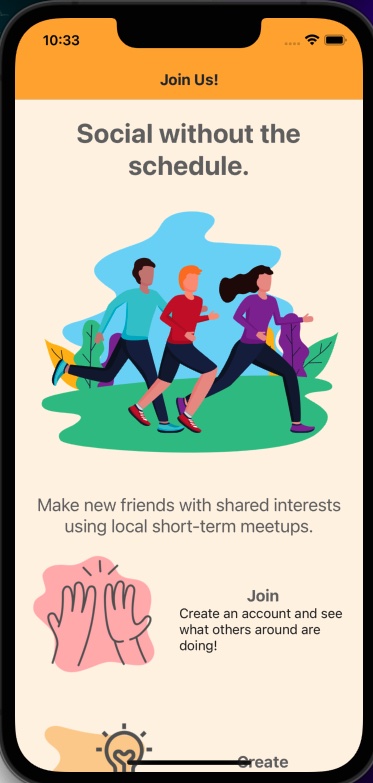 10:33
Join Us!
Social without the
schedule.
Make new friends with shared interests
using local short-term meetups.
Join
Create an account and see
what others around are
doing!
Create